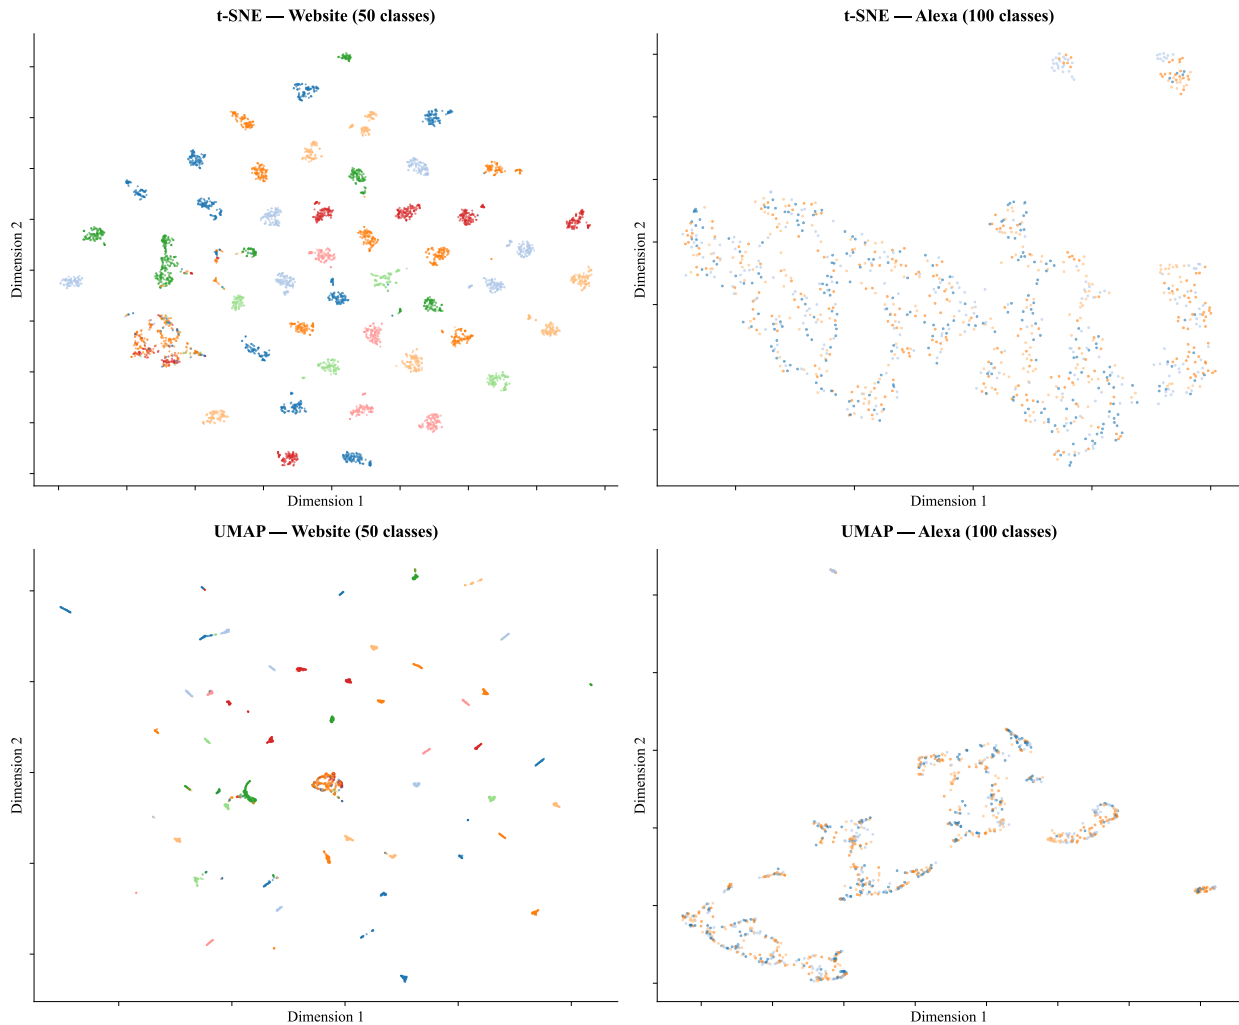 t-SNE — Website (50 classes)
Dimension 2
Dimension 1
t-SNE — Alexa (100 classes)
Dimension 2
Dimension 1
UMAP — Website (50 classes)
Dimension 2
Dimension 1
UMAP — Alexa (100 classes)
Dimension 2
Dimension 1